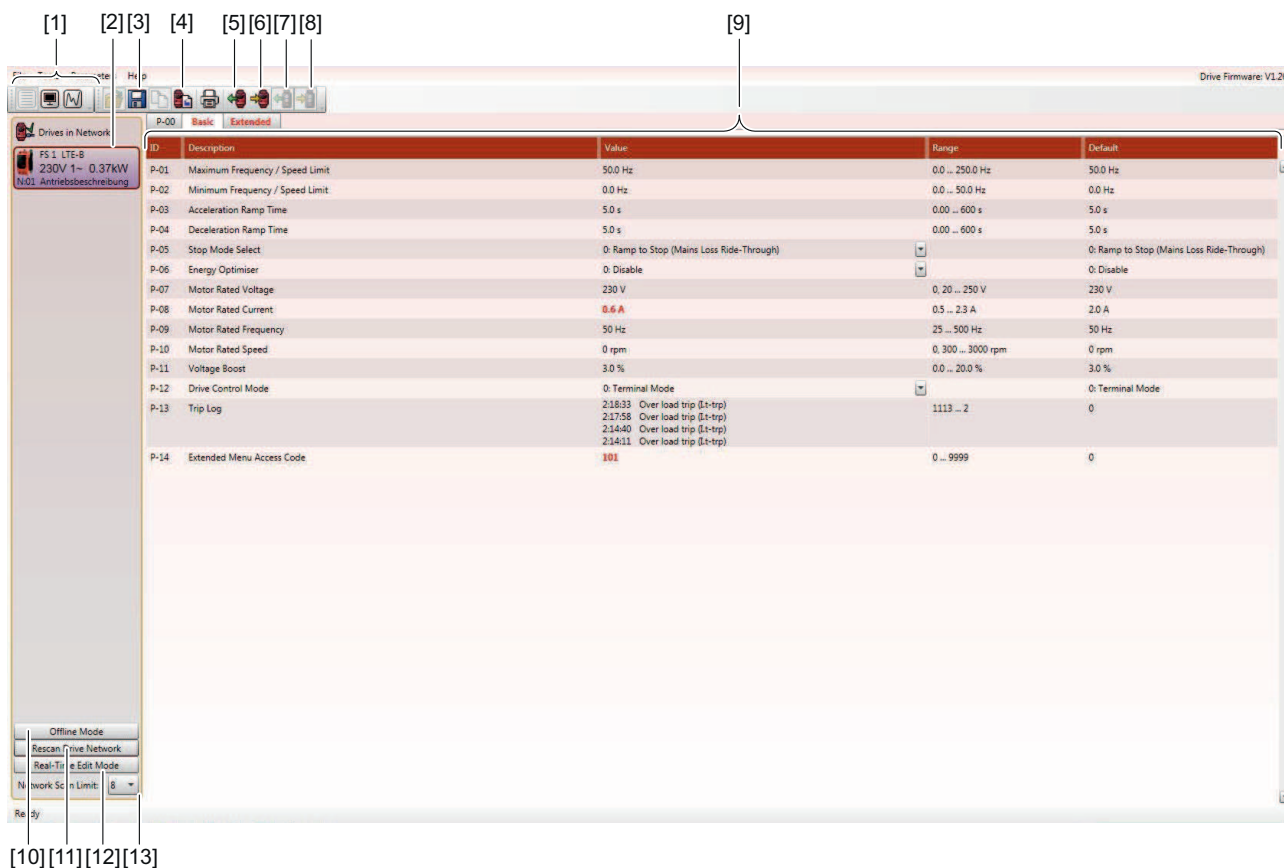 [1] [2] [3] [4] [5] [6] [7] [8] [9]
Help
Drive Firmware: V1.20
P-00 Basic Extended
Drives in Network
FS 1 LTE-B
230V 1~ 0.37kW
N:01 Antriebsbeschreibung
ID Description Value Range Default
P-01 Maximum Frequency / Speed Limit 50.0 Hz 0.0 ... 250.0 Hz 50.0 Hz
P-02 Minimum Frequency / Speed Limit 0.0 Hz 0.0 ... 50.0 Hz 0.0 Hz
P-03 Acceleration Ramp Time 5.0 s 0.00 ... 600 s 5.0 s
P-04 Deceleration Ramp Time 5.0 s 0.00 ... 600 s 5.0 s
P-05 Stop Mode Select 0: Ramp to Stop (Mains Loss Ride-Through) 0: Ramp to Stop (Mains Loss Ride-Through)
P-06 Energy Optimiser 0: Disable 0: Disable
P-07 Motor Rated Voltage 230 V 0, 20 ... 250 V 230 V
P-08 Motor Rated Current 0.6 A 0.5 ... 2.3 A 2.0 A
P-09 Motor Rated Frequency 50 Hz 25 ... 500 Hz 50 Hz
P-10 Motor Rated Speed 0 rpm 0, 300 ... 3000 rpm 0 rpm
P-11 Voltage Boost 3.0 % 0.0 ... 20.0 % 3.0 %
P-12 Drive Control Mode 0: Terminal Mode 0: Terminal Mode
P-13 Trip Log 2:18:33 Over load trip (I.t-trp) 1113 ... 2 0
2:17:58 Over load trip (I.t-trp)
2:14:40 Over load trip (I.t-trp)
2:14:11 Over load trip (I.t-trp)
P-14 Extended Menu Access Code 101 0 ... 9999 0
Offline Mode
Rescan Drive Network
Real-Time Edit Mode
Network Scan Limit: 8
Ready
[10] [11] [12] [13]